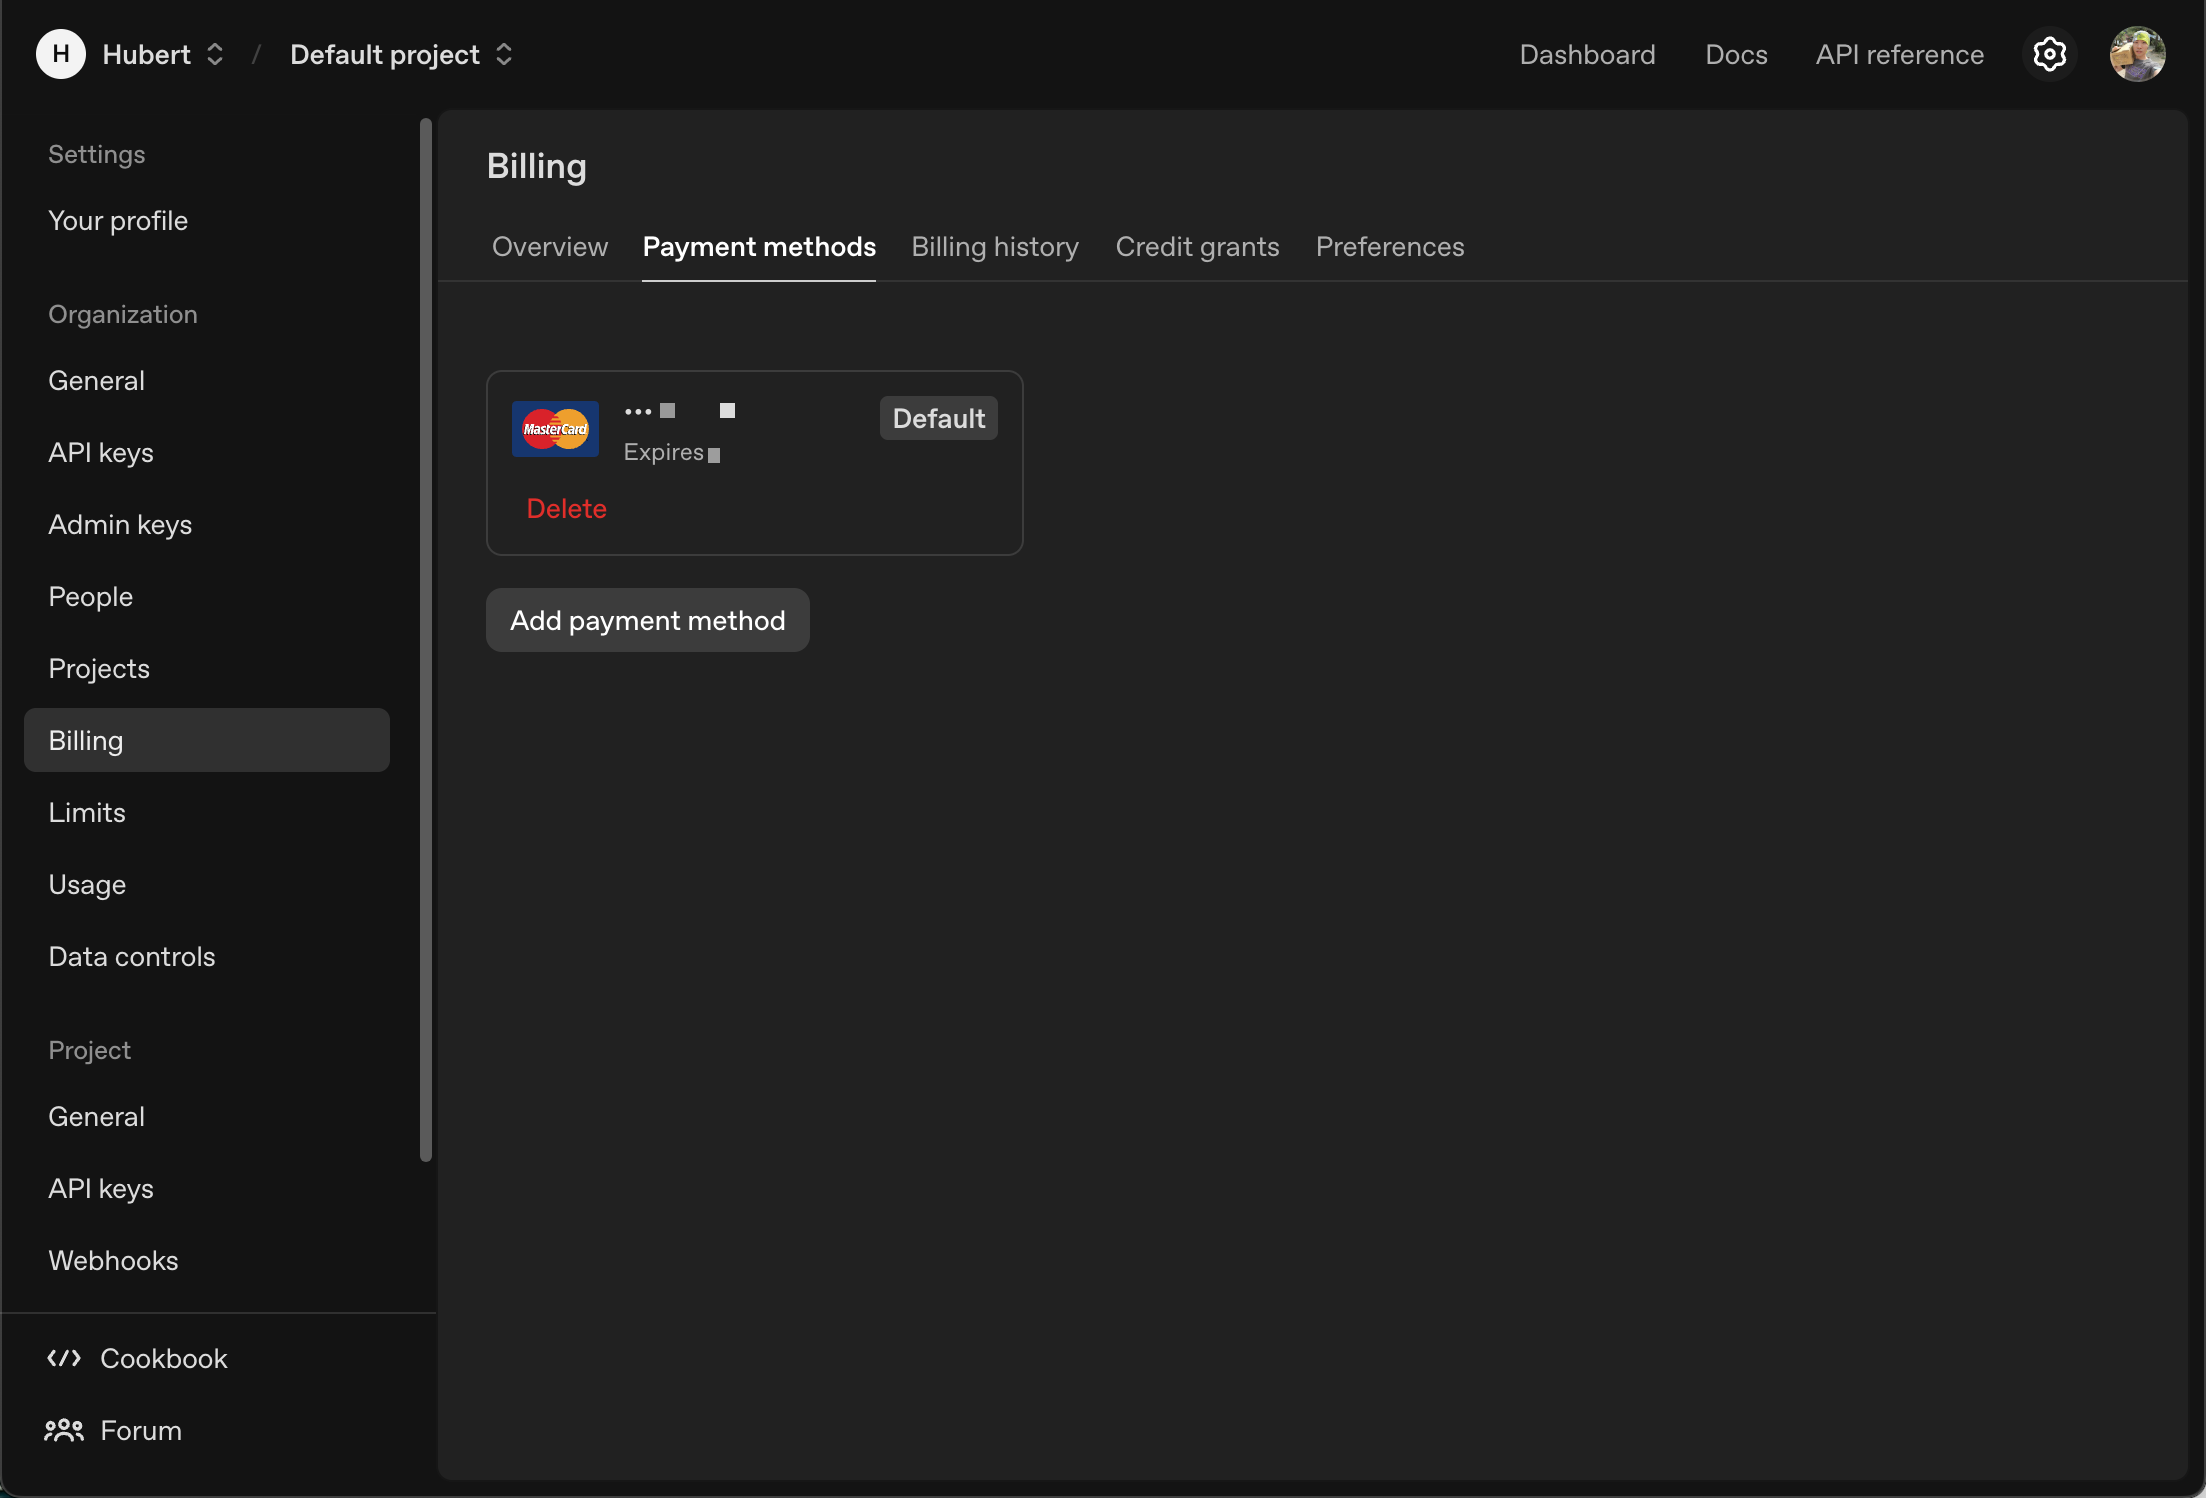 H Hubert / Default project
Dashboard Docs API reference
Settings
Your profile
Organization
General
API keys
Admin keys
People
Projects
Billing
Limits
Usage
Data controls
Project
General
API keys
Webhooks
Cookbook
Forum
Billing
Overview Payment methods Billing history Credit grants Preferences
MasterCard
•••
Default
Expires
Delete
Add payment method